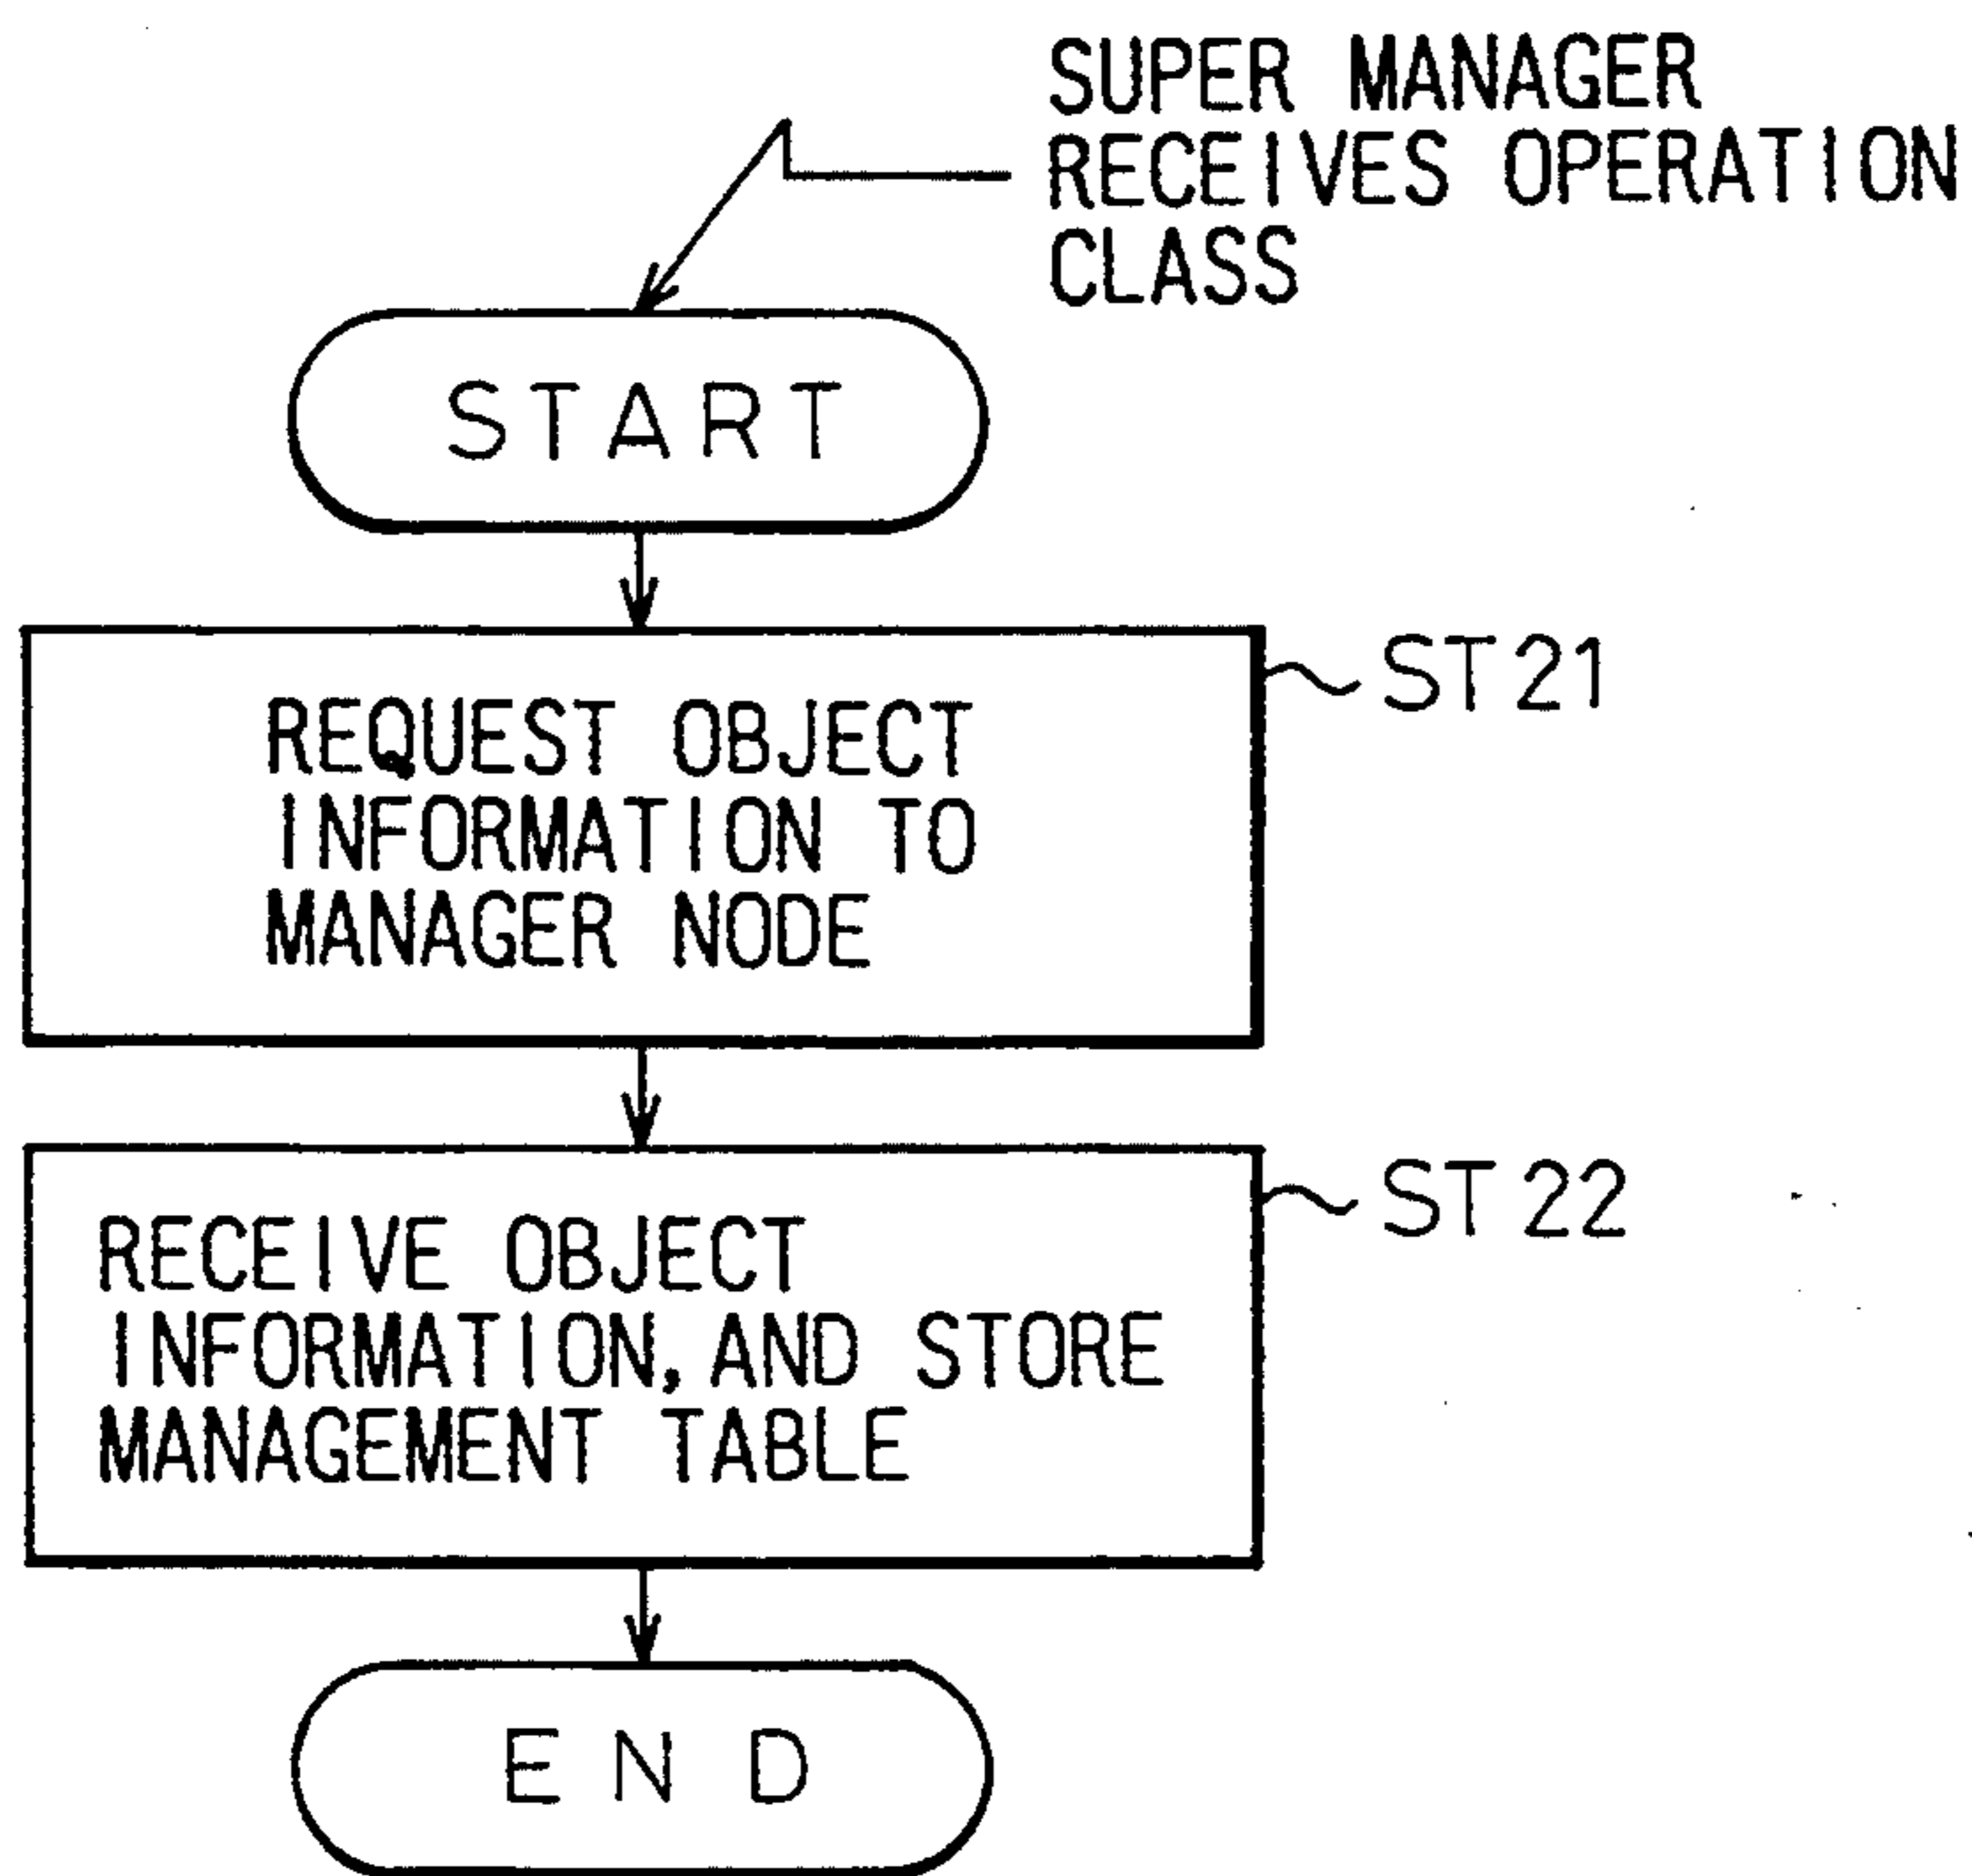 SUPER MANAGER
RECEIVES OPERATION
CLASS
START
REQUEST OBJECT
INFORMATION TO
MANAGER NODE
ST21
RECEIVE OBJECT
INFORMATION, AND STORE
MANAGEMENT TABLE
ST22
END